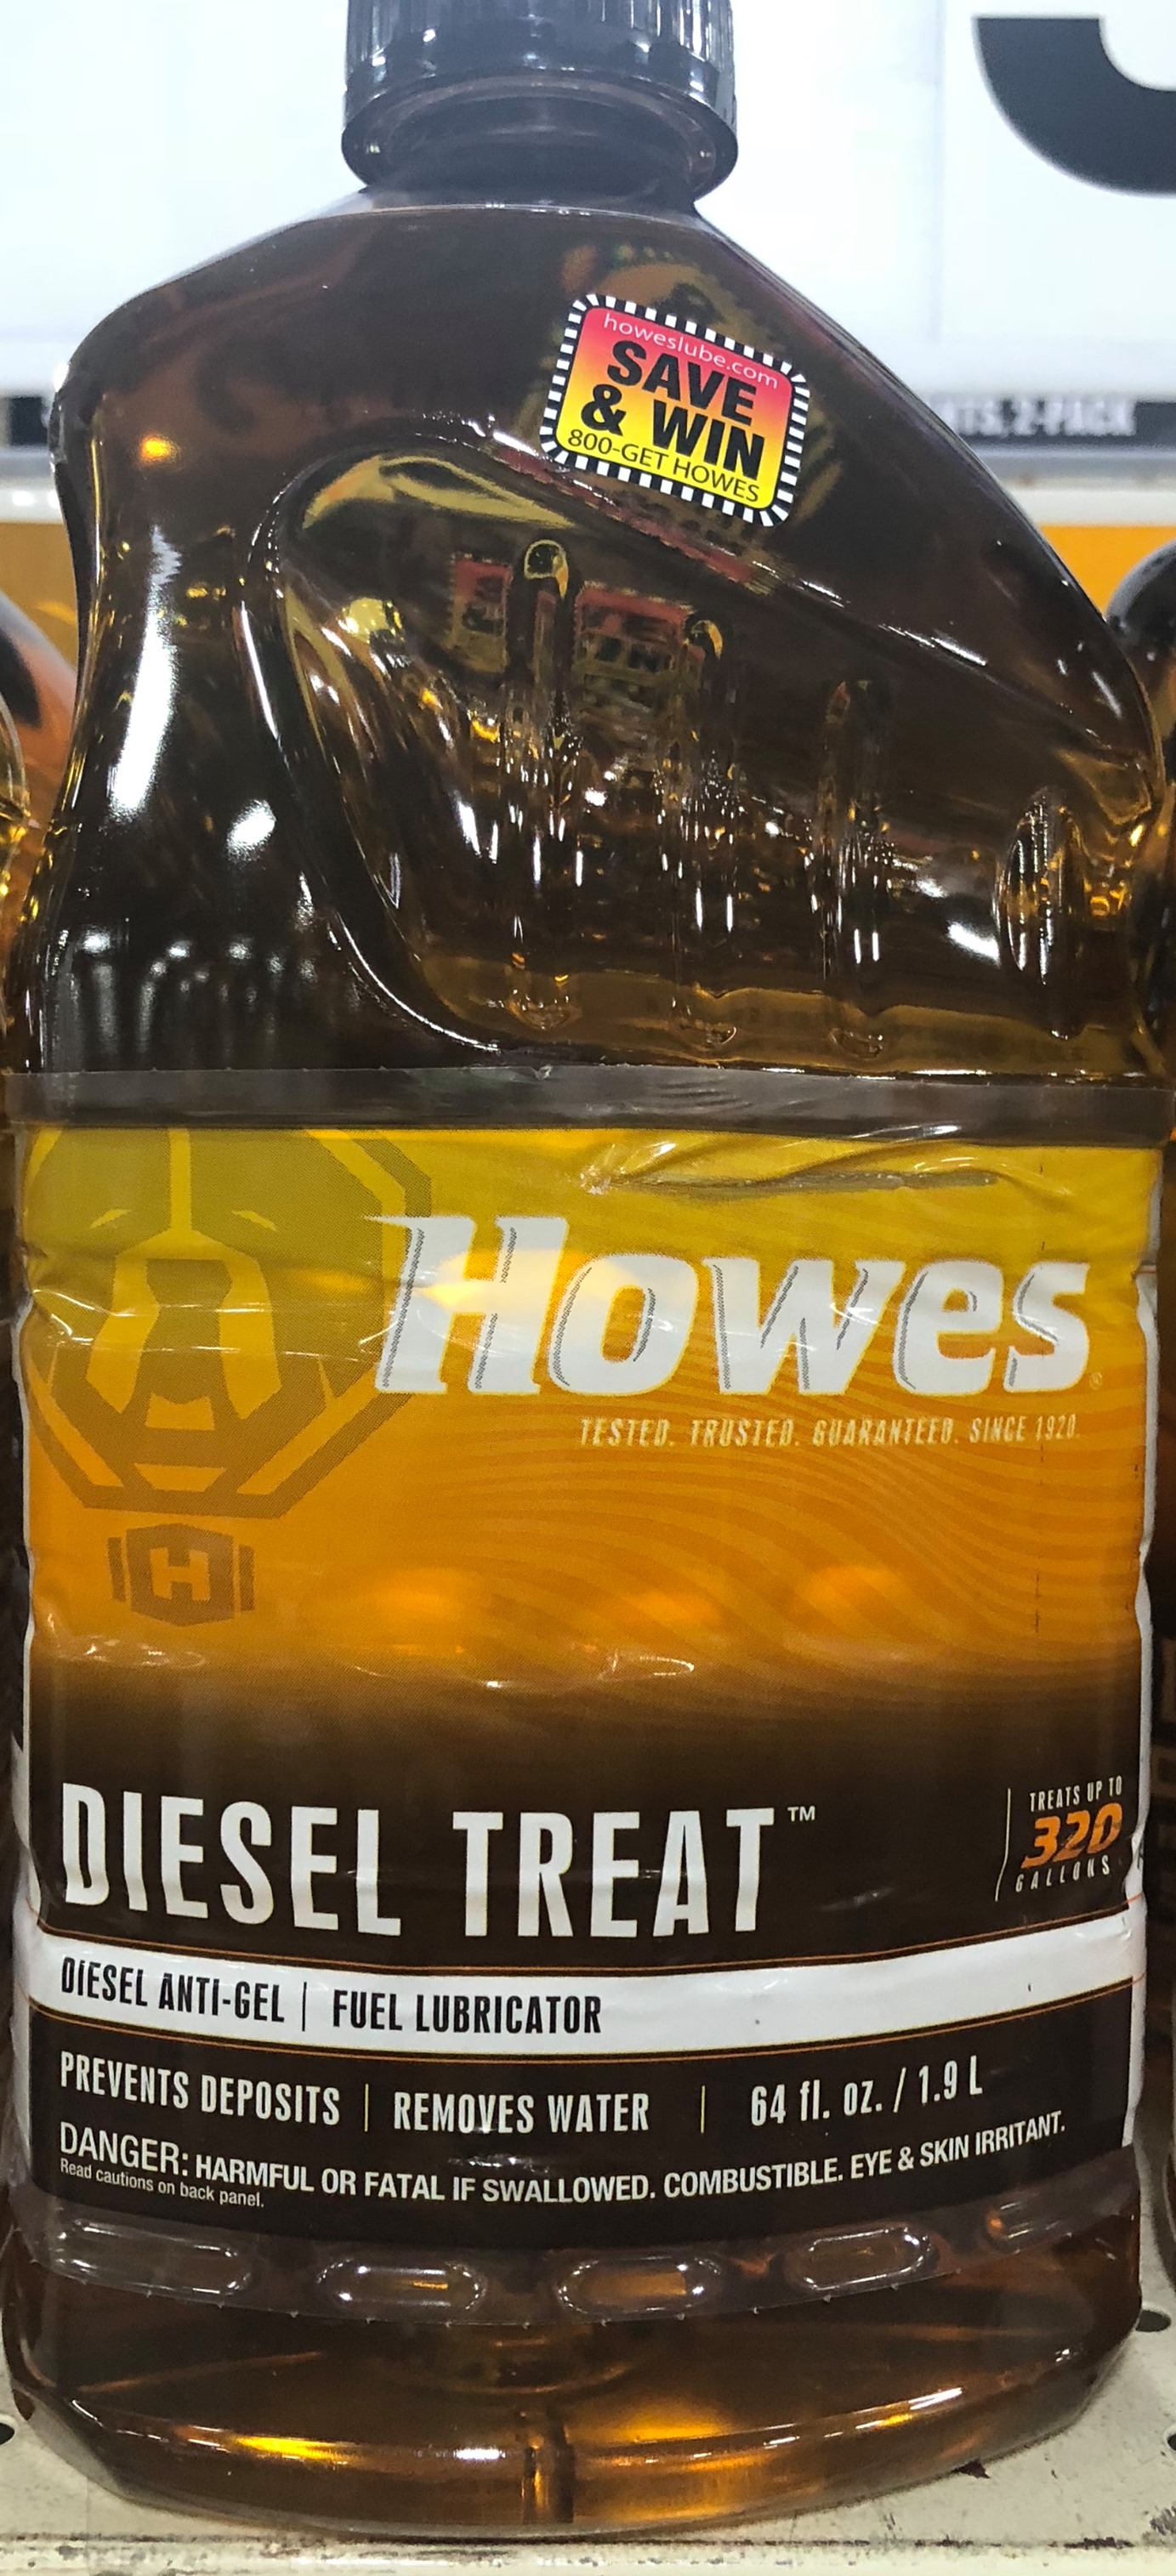 howeslube.com
SAVE
& WIN
800-GET HOWES
2-PACK
Howes®
TESTED. TRUSTED. GUARANTEED. SINCE 1920.
H
DIESEL TREAT™
TREATS UP TO
320
GALLONS
DIESEL ANTI-GEL | FUEL LUBRICATOR
PREVENTS DEPOSITS | REMOVES WATER | 64 fl. oz. / 1.9 L
DANGER: HARMFUL OR FATAL IF SWALLOWED. COMBUSTIBLE. EYE & SKIN IRRITANT.
Read cautions on back panel.